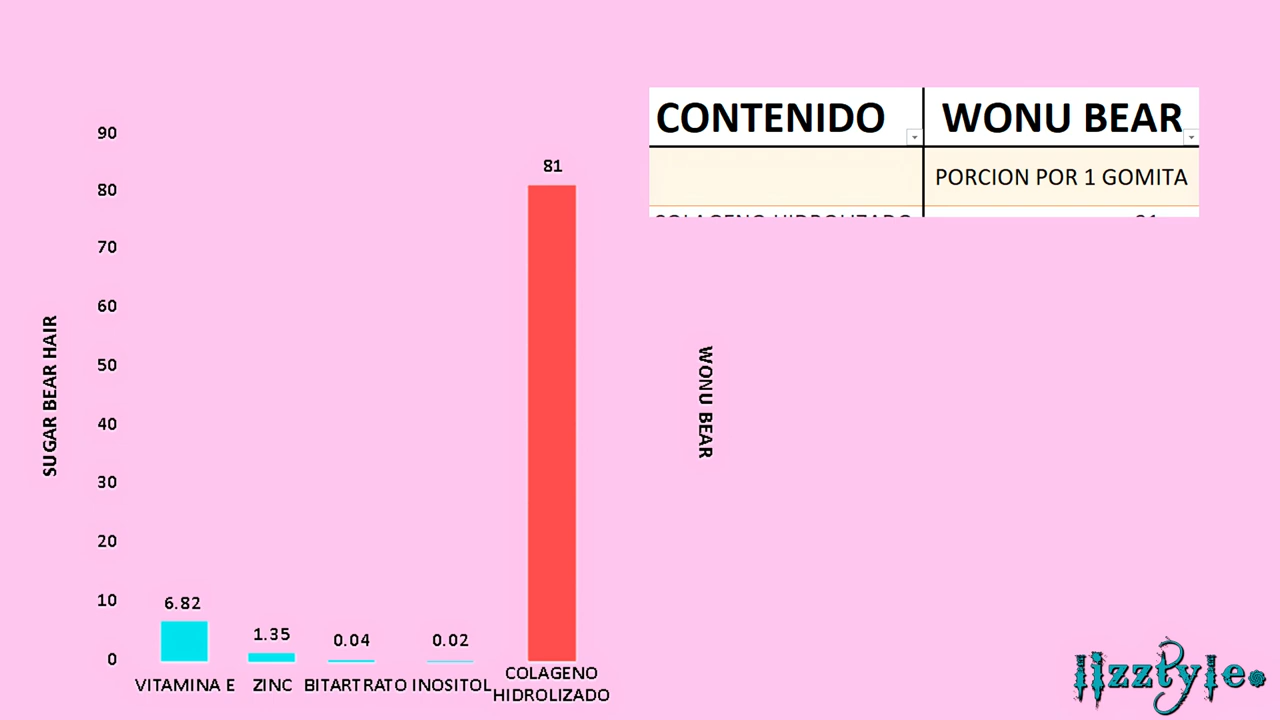 CONTENIDO WONU BEAR
PORCION POR 1 GOMITA
COLAGENO HIDROLIZADO
SUGAR BEAR HAIR
90
80
70
60
50
40
30
20
10
0
6.82
1.35
0.04
0.02
81
VITAMINA E
ZINC
BITARTRATO
INOSITOL
COLAGENO
HIDROLIZADO
WONU BEAR
lizztyle